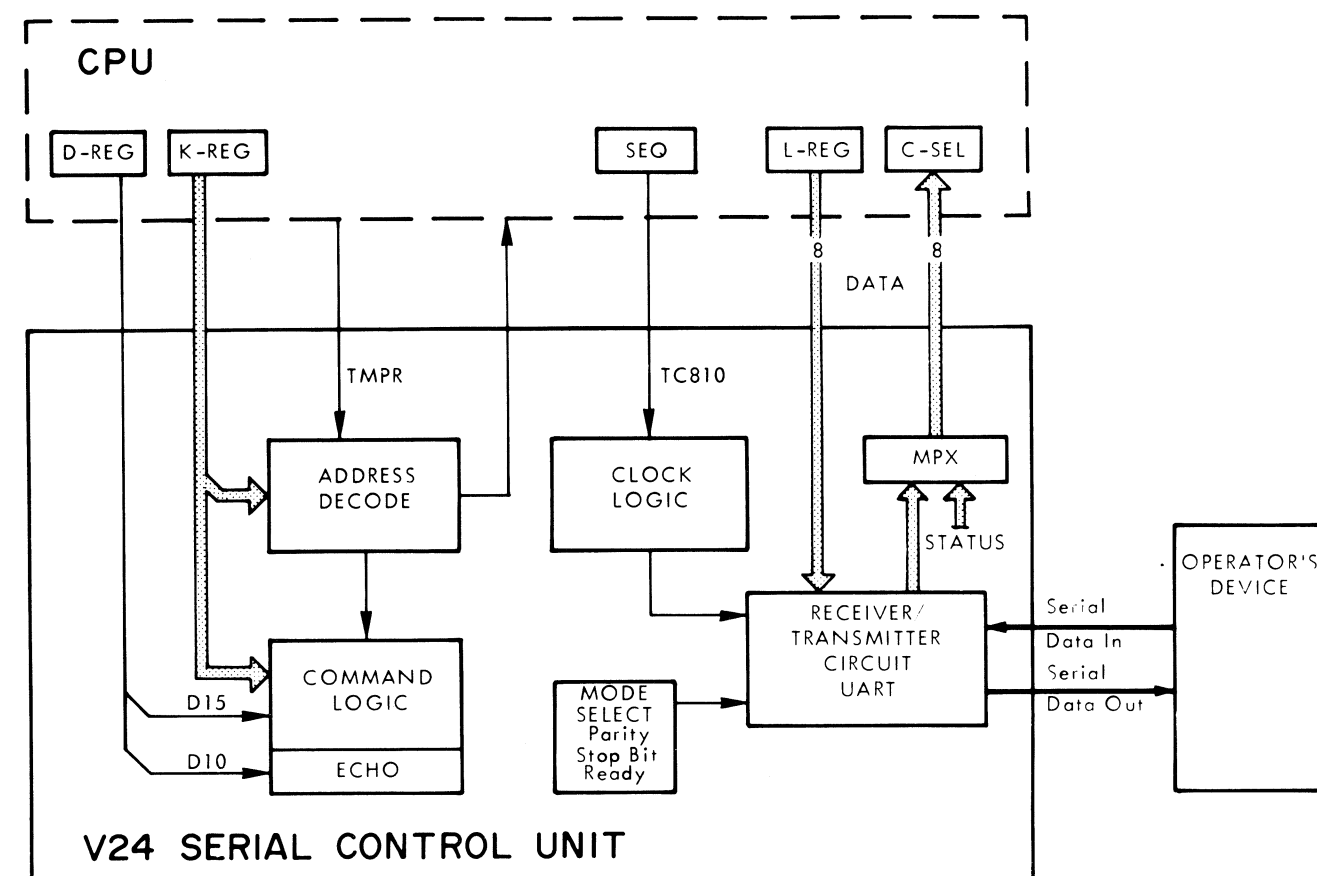 CPU
D-REG
K-REG
SEQ
L-REG
C-SEL
8
8
DATA
TMPR
TC810
ADDRESS
DECODE
CLOCK
LOGIC
MPX
STATUS
OPERATOR'S
DEVICE
RECEIVER/
TRANSMITTER
CIRCUIT
UART
Serial
Data In
Serial
Data Out
COMMAND
LOGIC
D15
D10
ECHO
MODE
SELECT
Parity
Stop Bit
Ready
V24 SERIAL CONTROL UNIT